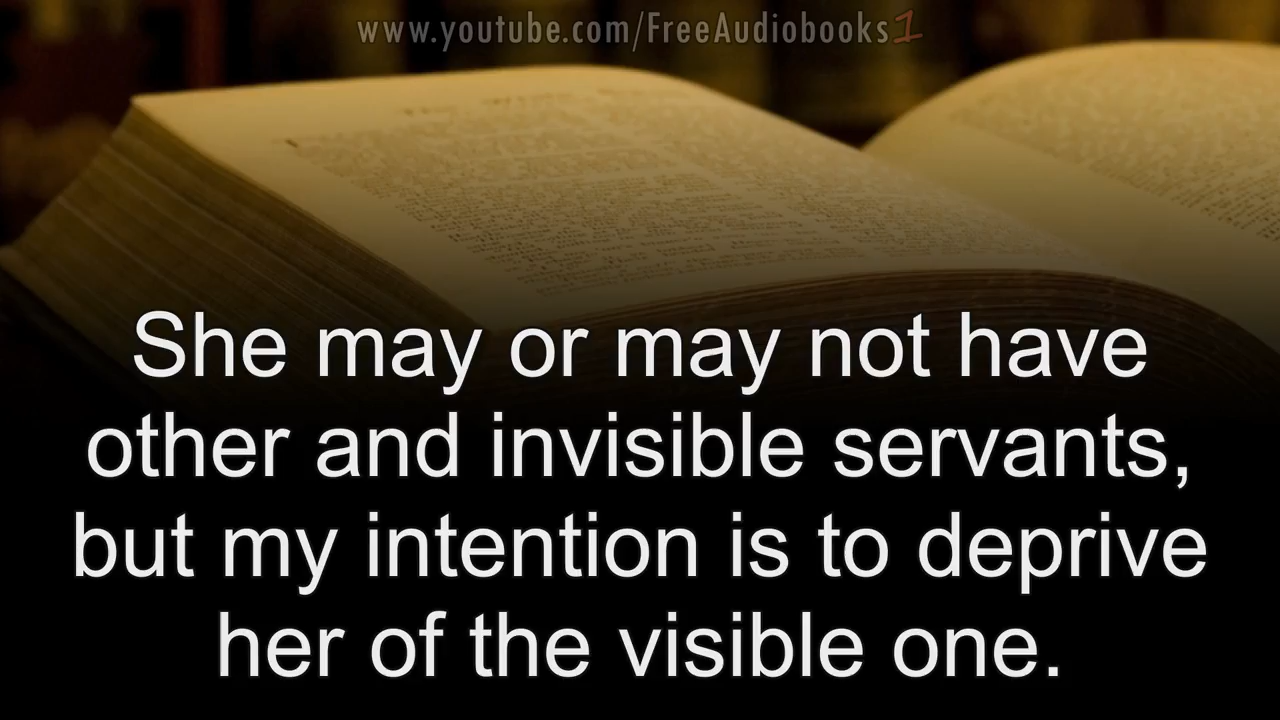 www.youtube.com/FreeAudiobooks1
She may or may not have
other and invisible servants,
but my intention is to deprive
her of the visible one.